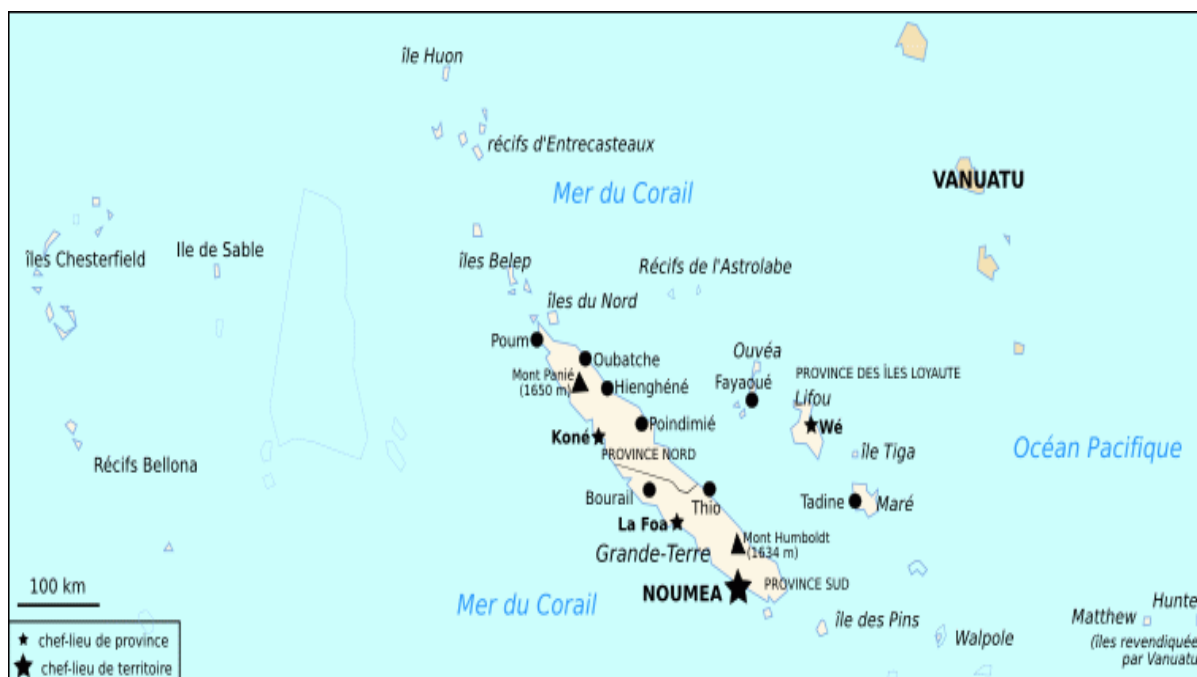 île Huon
récifs d'Entrecasteaux
Mer du Corail
VANUATU
îles Chesterfield
Ile de Sable
îles Belep
Récifs de l'Astrolabe
îles du Nord
Poum
Oubatche
Ouvéa
Mont Panié
(1650 m)
Hienghéné
Fayaoué
PROVINCE DES ÎLES LOYAUTE
Lifou
Poindimié
Wé
Koné
PROVINCE NORD
île Tiga
Océan Pacifique
Récifs Bellona
Bourail
Thio
Tadine
Maré
La Foa
Mont Humboldt
(1634 m)
Grande-Terre
100 km
NOUMEA
PROVINCE SUD
Mer du Corail
île des Pins
Walpole
Hunte
Matthew
(îles revendiquée
par Vanuatu
chef-lieu de province
chef-lieu de territoire